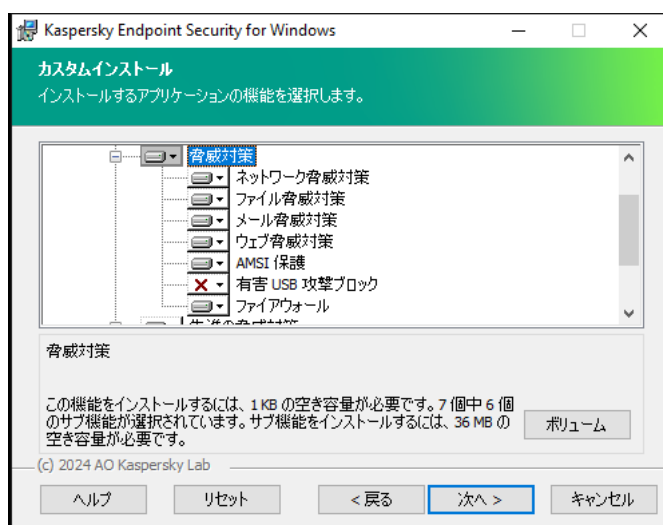 Kaspersky Endpoint Security for Windows
カスタムインストール
インストールするアプリケーションの機能を選択します。
脅威対策
ネットワーク脅威対策
ファイル脅威対策
メール脅威対策
ウェブ脅威対策
AMSI 保護
有害 USB 攻撃ブロック
ファイアウォール
脅威対策
この機能をインストールするには、1 KB の空き容量が必要です。7 個中 6 個
のサブ機能が選択されています。サブ機能をインストールするには、36 MB の
空き容量が必要です。
ボリューム
(c) 2024 AO Kaspersky Lab
ヘルプ
リセット
< 戻る
次へ >
キャンセル